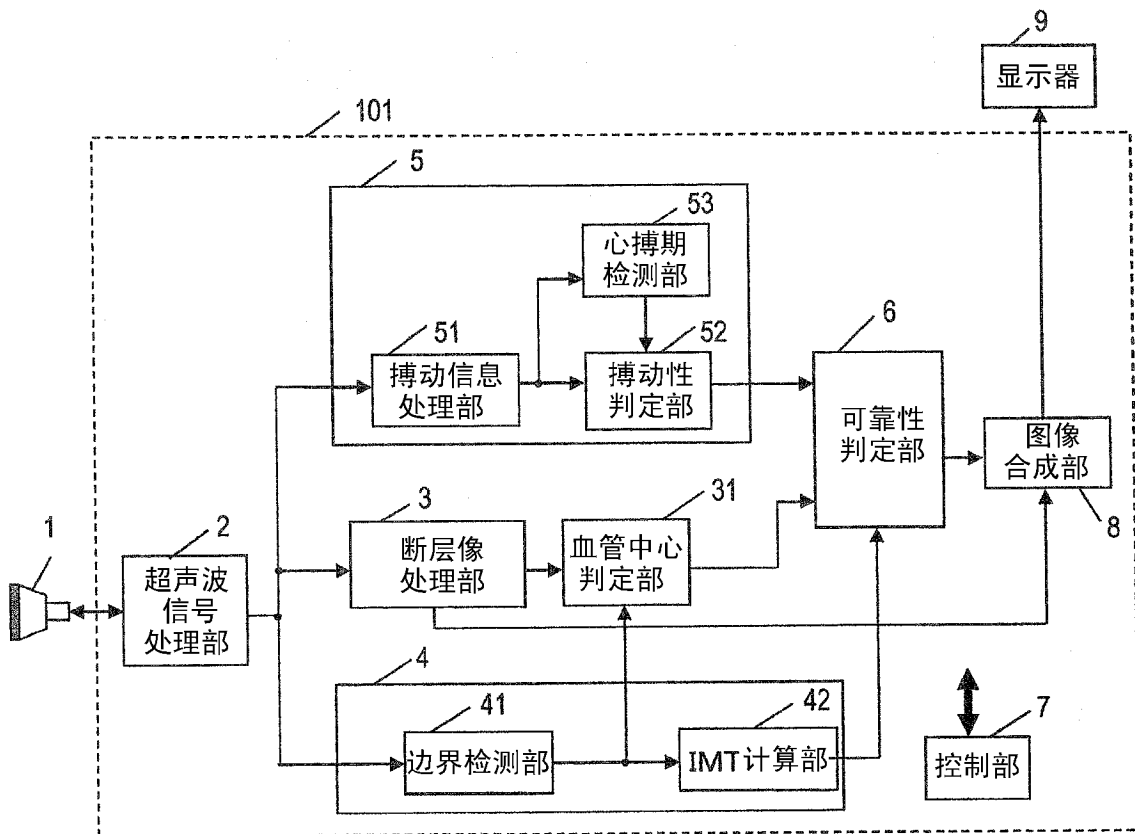 9
显示器
101
5
53
心搏期
检测部
51
搏动信息
处理部
52
搏动性
判定部
6
可靠性
判定部
图像
合成部
8
1
2
超声波
信号
处理部
3
断层像
处理部
31
血管中心
判定部
4
41
边界检测部
42
IMT计算部
7
控制部